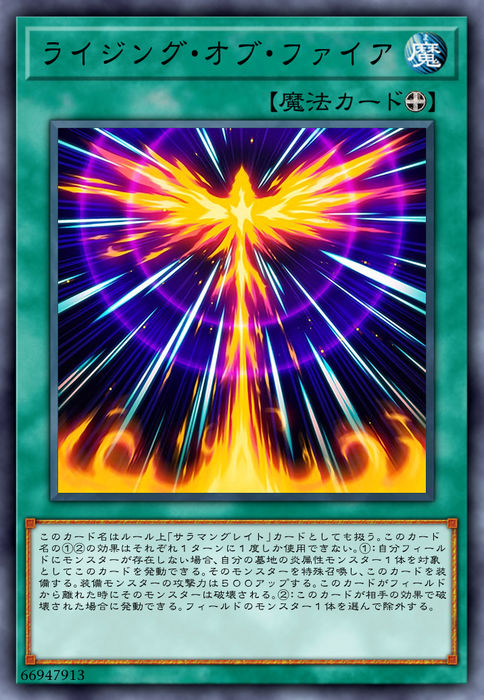 ライジング・オブ・ファイア 魔
【魔法カード】
このカード名はルール上「サラマングレイト」カードとしても扱う。このカード
名の①②の効果はそれぞれ１ターンに１度しか使用できない。①：自分フィール
ドにモンスターが存在しない場合、自分の墓地の炎属性モンスター１体を対象
としてこのカードを発動できる。そのモンスターを特殊召喚し、このカードを装
備する。装備モンスターの攻撃力は５００アップする。このカードがフィールド
から離れた時にそのモンスターは破壊される。②：このカードが相手の効果で破
壊された場合に発動できる。フィールドのモンスター１体を選んで除外する。
66947913